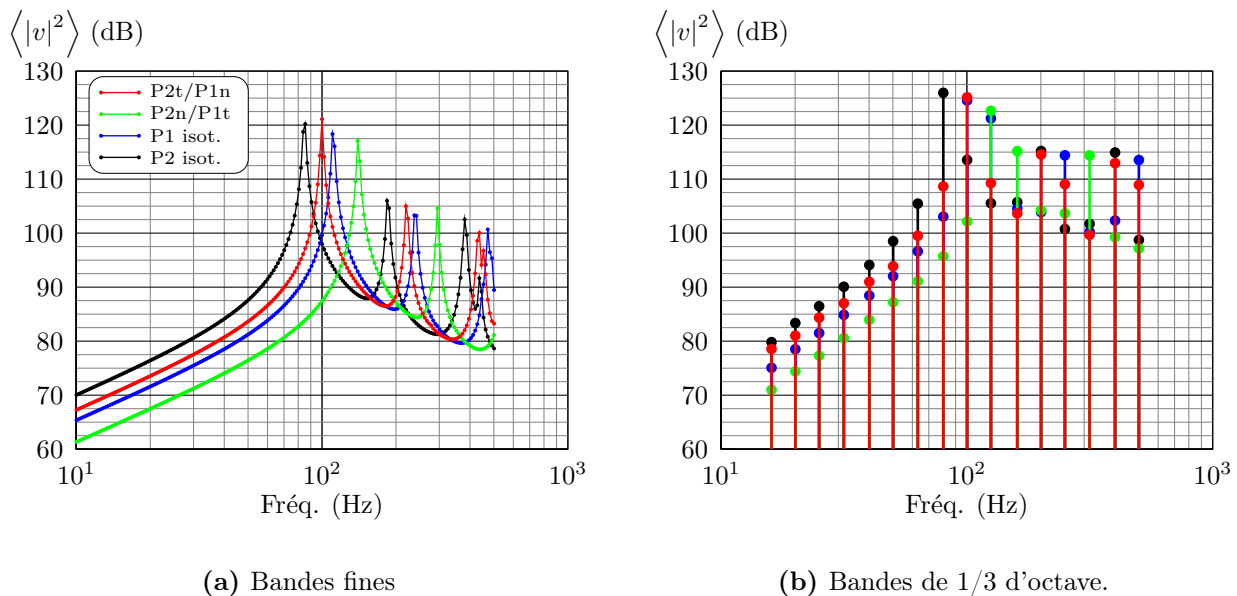 ⟨|v|²⟩ (dB)
130
120
110
100
90
80
70
60
10¹
10²
10³
Fréq. (Hz)
P2t/P1n
P2n/P1t
P1 isot.
P2 isot.
(a) Bandes fines
⟨|v|²⟩ (dB)
130
120
110
100
90
80
70
60
10¹
10²
10³
Fréq. (Hz)
(b) Bandes de 1/3 d'octave.